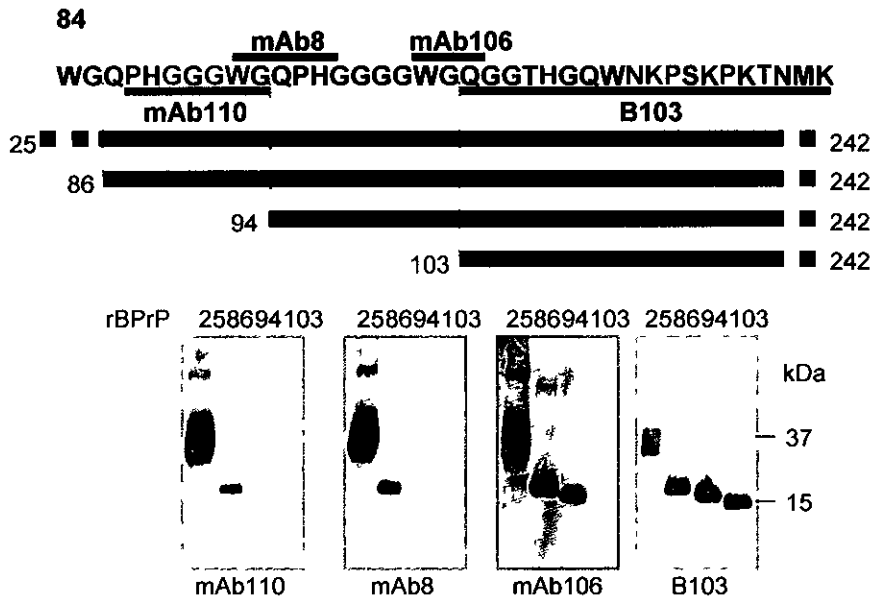 84
mAb8 mAb106
WGQPHGGGWGQPHGGGGWGQGGTHGQWNKPSKPKTNMK
mAb110 B103
25 242
86 242
94 242
103 242
rBPrP 258694103 258694103 258694103 258694103
kDa
37
15
mAb110 mAb8 mAb106 B103